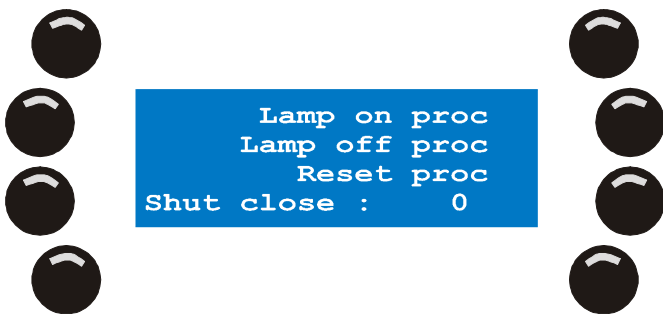 Lamp on proc
Lamp off proc
Reset proc
Shut close : 0